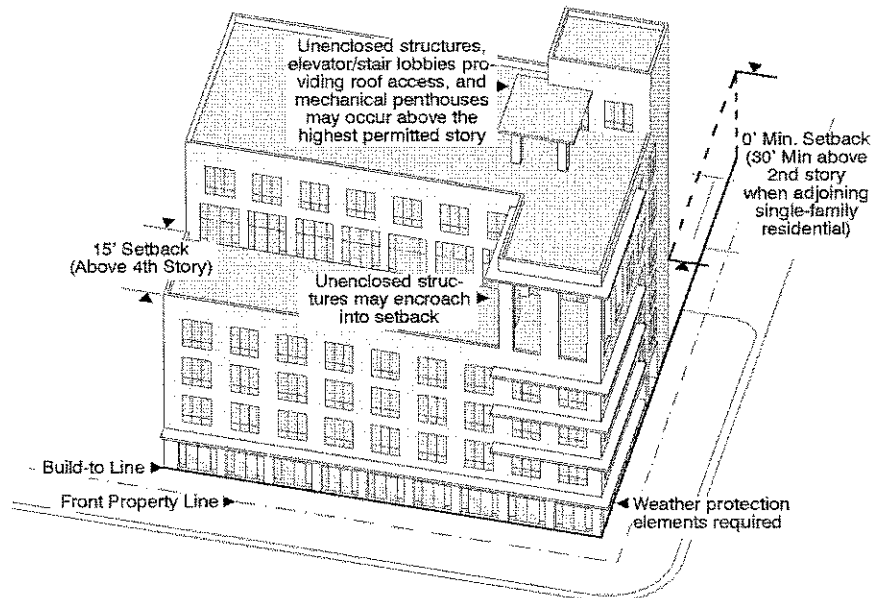 Unenclosed structures,
elevator/stair lobbies pro-
viding roof access, and
mechanical penthouses
may occur above the
highest permitted story
0' Min. Setback
(30' Min above
2nd story
when adjoining
single-family
residential)
15' Setback
(Above 4th Story)
Unenclosed struc-
tures may encroach
into setback
Build-to Line
Front Property Line
Weather protection
elements required